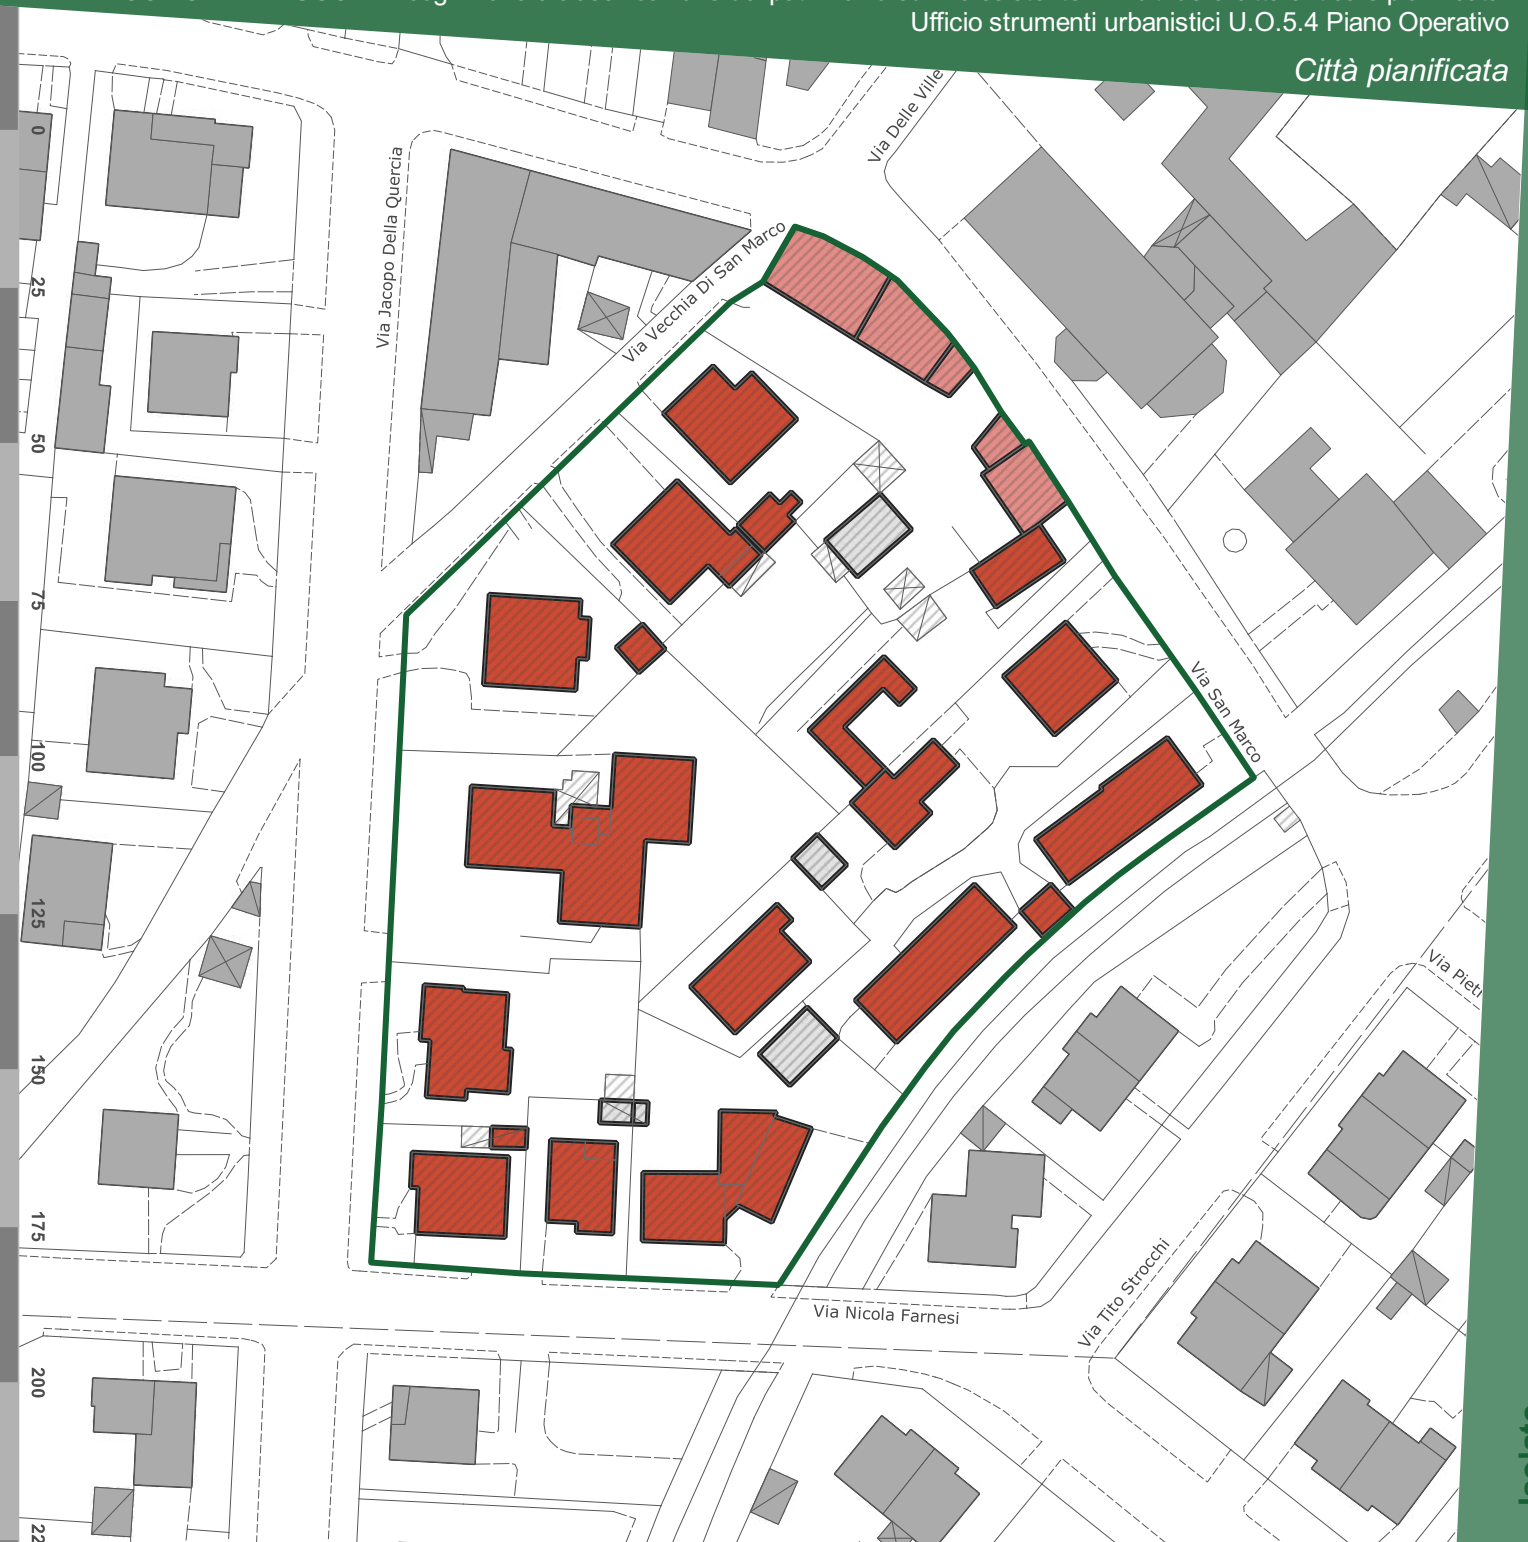 Ufficio strumenti urbanistici U.O.5.4 Piano Operativo
Città pianificata
Via Delle Ville
Via Jacopo Della Quercia
Via Vecchia Di San Marco
Via San Marco
Via Nicola Farnesi
Via Tito Strocchi
0
25
50
75
100
125
150
175
200